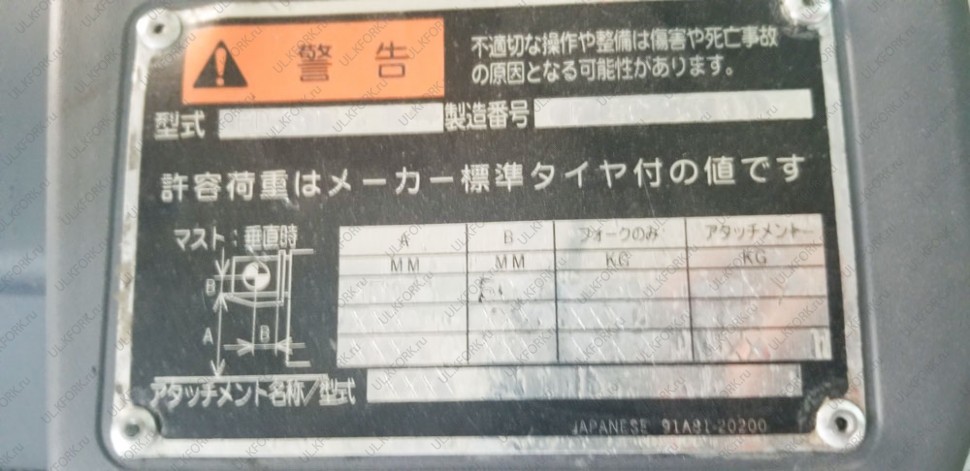 警告
不適切な操作や整備は傷害や死亡事故
の原因となる可能性があります。
型式 製造番号
許容荷重はメーカー標準タイヤ付の値です
マスト:垂直時
A B フォークのみ アタッチメント
MM MM KG KG
B
A
B
アタッチメント名称/型式
JAPANESE 91A81-20200
ULKFORK.ru